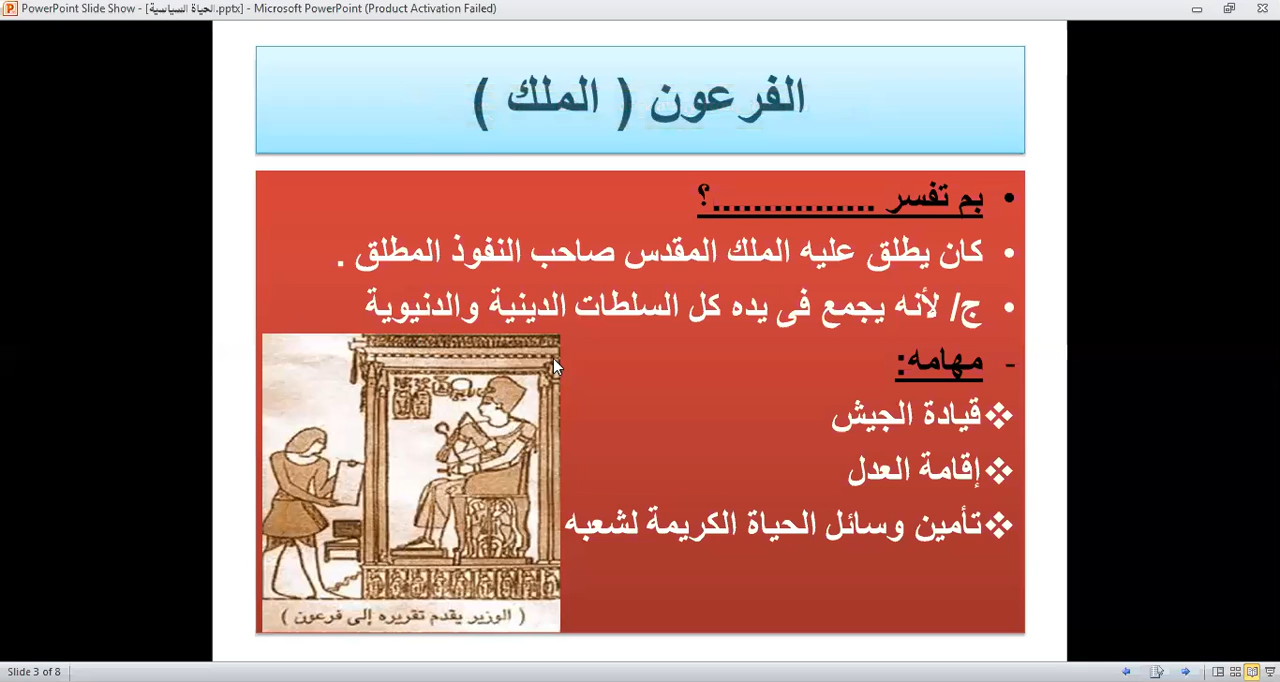 PowerPoint Slide Show - [الحياة السياسية.pptx] - Microsoft PowerPoint (Product Activation Failed)
الفرعون ( الملك )
• بم تفسر ................؟
• كان يطلق عليه الملك المقدس صاحب النفوذ المطلق .
• ج/ لأنه يجمع فى يده كل السلطات الدينية والدنيوية
- مهامه:
❖قيادة الجيش
❖إقامة العدل
❖تأمين وسائل الحياة الكريمة لشعبه
( الوزير يقدم تقريره إلى فرعون )
Slide 3 of 8